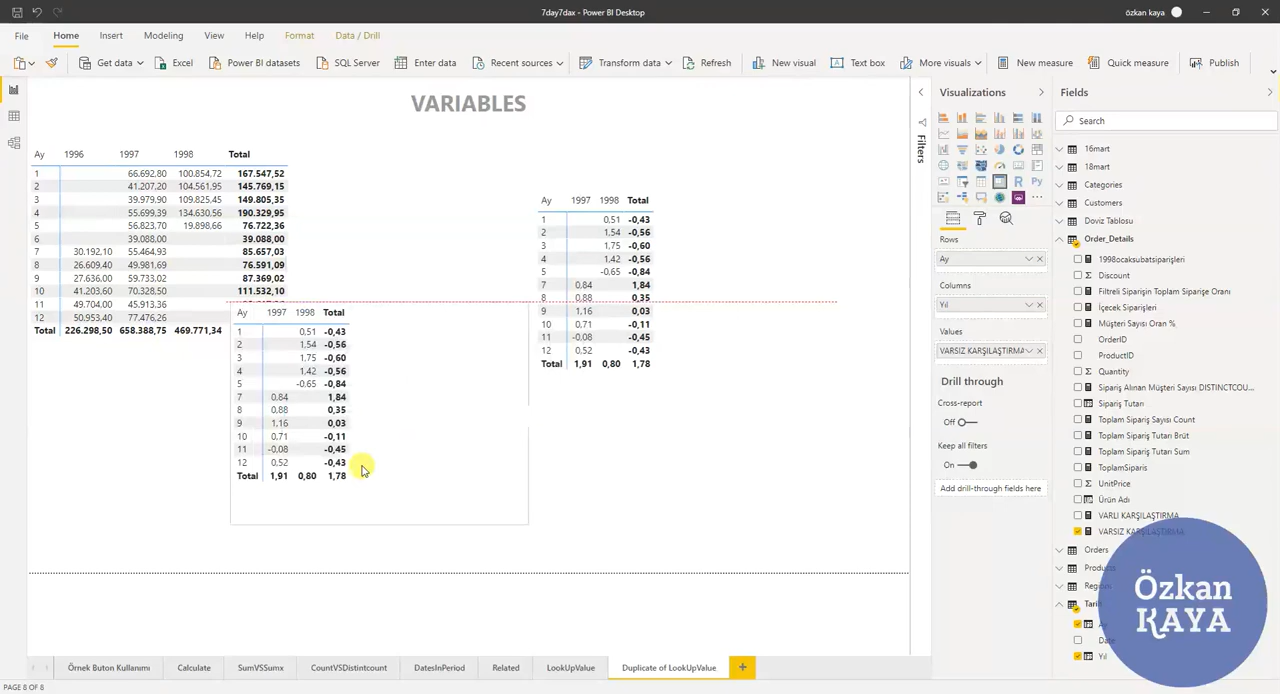 7day7dax - Power BI Desktop
özkan kaya
File Home Insert Modeling View Help Format Data / Drill
Get data Excel Power BI datasets SQL Server Enter data Recent sources Transform data Refresh New visual Text box More visuals New measure Quick measure Publish
VARIABLES
Ay 1996 1997 1998 Total
1 66.692,80 100.854,72 167.547,52
2 41.207,20 104.561,95 145.769,15
3 39.979,90 109.825,45 149.805,35
4 55.699,39 134.630,56 190.329,95
5 56.823,70 19.898,66 76.722,36
6 39.088,00 39.088,00
7 30.192,10 55.464,93 85.657,03
8 26.609,40 49.981,69 76.591,09
9 27.636,00 59.733,02 87.369,02
10 41.203,60 70.328,50 111.532,10
11 49.704,00 45.913,36
12 50.953,40 77.476,26
Total 226.298,50 658.388,75 469.771,34
Ay 1997 1998 Total
1 0.51 -0,43
2 1.54 -0,56
3 1.75 -0,60
4 1.42 -0,56
5 -0.65 -0,84
7 0.84 1,84
8 0.88 0,35
9 1.16 0,03
10 0.71 -0,11
11 -0.08 -0,45
12 0.52 -0,43
Total 1,91 0,80 1,78
Ay 1997 1998 Total
1 0.51 -0,43
2 1.54 -0,56
3 1.75 -0,60
4 1.42 -0,56
5 -0.65 -0,84
7 0.84 1,84
8 0.88 0,35
9 1.16 0,03
10 0.71 -0,11
11 -0.08 -0,45
12 0.52 -0,43
Total 1,91 0,80 1,78
Filters
Visualizations
R Py
Rows
Ay
Columns
Yıl
Values
VARSIZ KARŞILAŞTIRMA
Drill through
Cross-report
Off
Keep all filters
On
Add drill-through fields here
Fields
Search
16mart
18mart
Categories
Customers
Doviz Tablosu
Order_Details
1998ocaksubatsiparişleri
Discount
Filtreli Siparişin Toplam Siparişe Oranı
İçecek Siparişleri
Müşteri Sayısı Oran %
OrderID
ProductID
Quantity
Sipariş Alınan Müşteri Sayısı DISTINCTCOU...
Sipariş Tutarı
Toplam Sipariş Sayısı Count
Toplam Sipariş Tutarı Brüt
Toplam Sipariş Tutarı Sum
ToplamSiparis
UnitPrice
Ürün Adı
VARLI KARŞILAŞTIRMA
VARSIZ KARŞILAŞTIRMA
Orders
Tarih
Date
Yıl
Özkan
KAYA
Örnek Buton Kullanımı Calculate SumVSSumx CountVSDistintcount DatesInPeriod Related LookUpValue Duplicate of LookUpValue +
PAGE 8 OF 8